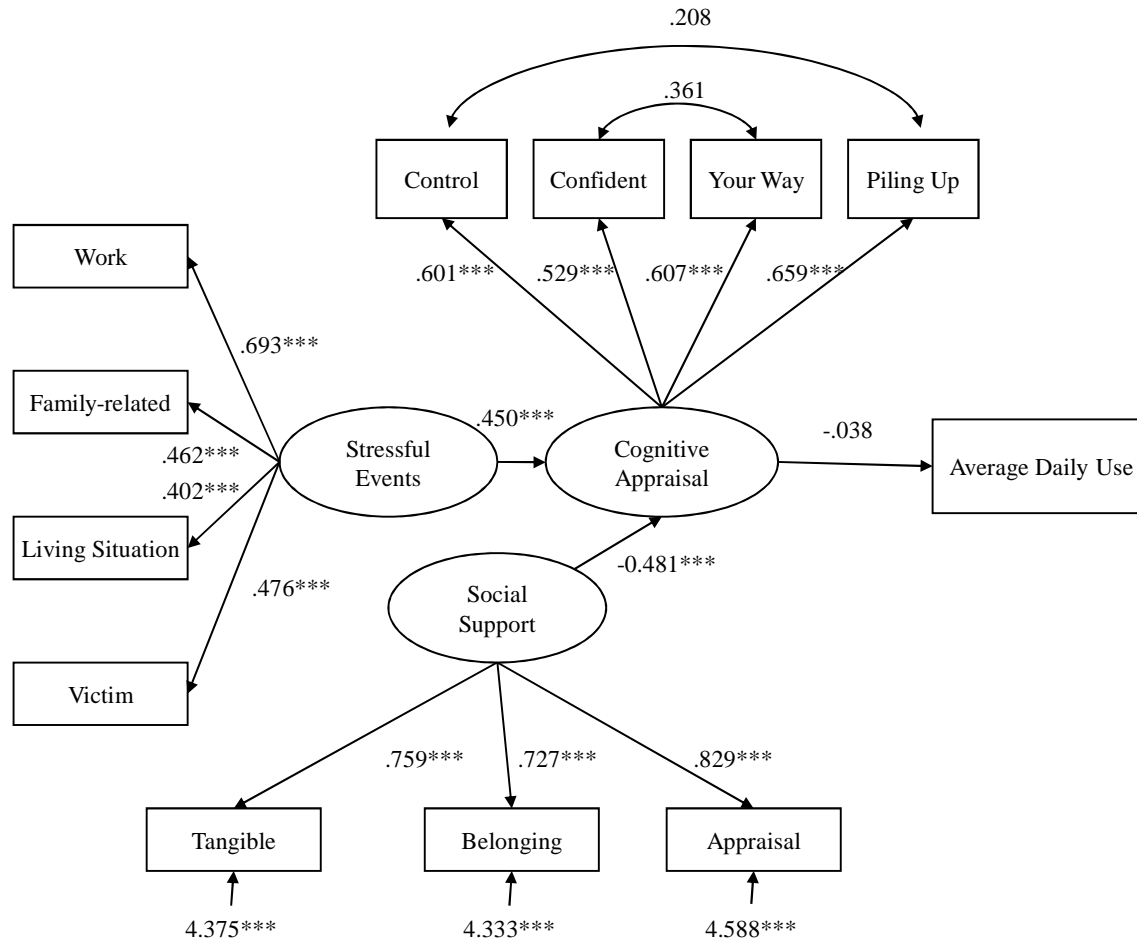 .208
.361
Control
Confident
Your Way
Piling Up
Work
.601***
.529***
.607***
.659***
.693***
Family-related
.450***
-.038
Stressful
Events
Cognitive
Appraisal
Average Daily Use
.462***
.402***
Living Situation
-0.481***
.476***
Social
Support
Victim
.759***
.727***
.829***
Tangible
Belonging
Appraisal
4.375***
4.333***
4.588***